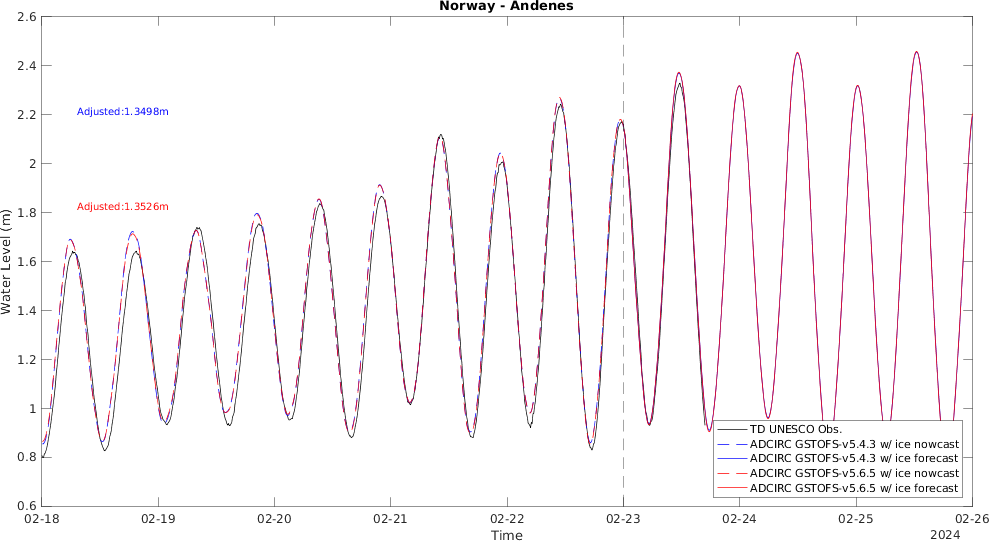 Norway - Andenes
2.6
2.4
2.2
2
1.8
1.6
1.4
1.2
1
0.8
0.6
Water Level (m)
Adjusted:1.3498m
Adjusted:1.3526m
TD UNESCO Obs.
ADCIRC GSTOFS-v5.4.3 w/ ice nowcast
ADCIRC GSTOFS-v5.4.3 w/ ice forecast
ADCIRC GSTOFS-v5.6.5 w/ ice nowcast
ADCIRC GSTOFS-v5.6.5 w/ ice forecast
02-18 02-19 02-20 02-21 02-22 02-23 02-24 02-25 02-26
Time
2024